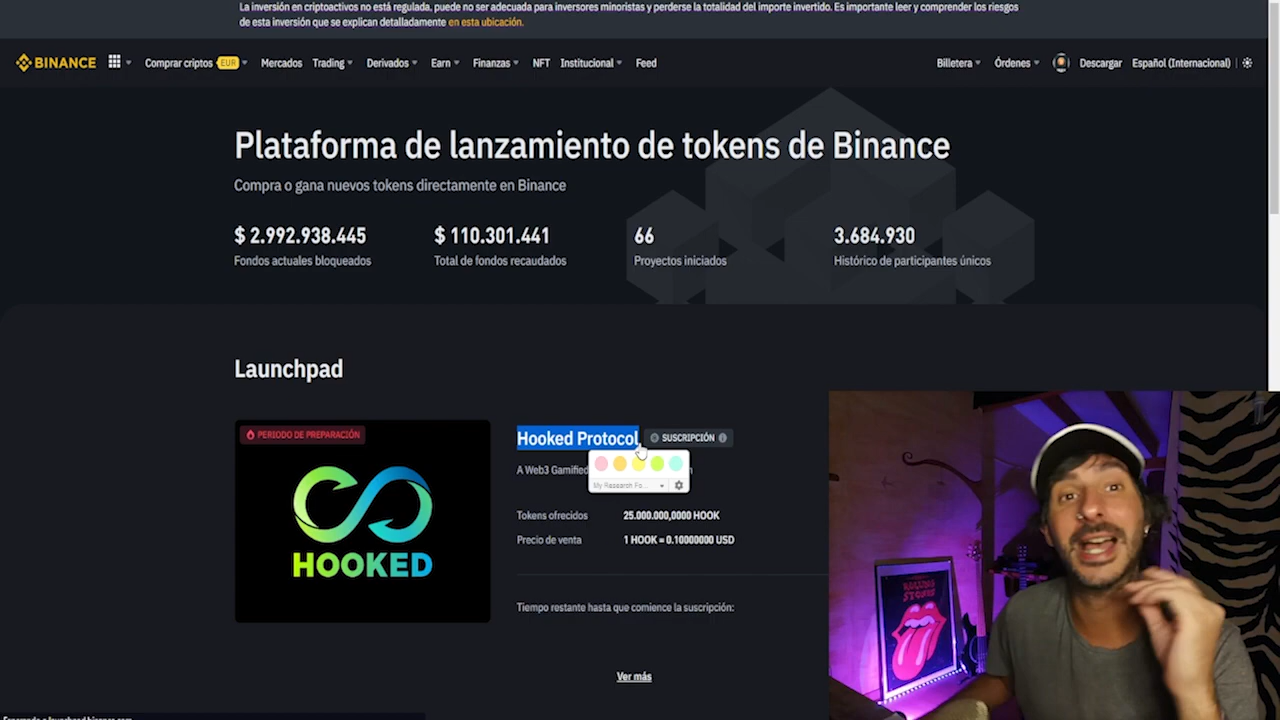 La inversión en criptoactivos no está regulada, puede no ser adecuada para inversores minoristas y perderse la totalidad del importe invertido. Es importante leer y comprender los riesgos
de esta inversión que se explican detalladamente en esta ubicación.
BINANCE Comprar criptos EUR Mercados Trading Derivados Earn Finanzas NFT Institucional Feed Billetera Órdenes Descargar Español (Internacional)
Plataforma de lanzamiento de tokens de Binance
Compra o gana nuevos tokens directamente en Binance
$ 2.992.938.445 $ 110.301.441 66 3.684.930
Fondos actuales bloqueados Total de fondos recaudados Proyectos iniciados Histórico de participantes únicos
Launchpad
PERIODO DE PREPARACIÓN
HOOKED
Hooked Protocol SUSCRIPCIÓN
A Web3 Gamified
My Research Fo...
Tokens ofrecidos 25.000.000,0000 HOOK
Precio de venta 1 HOOK = 0.10000000 USD
Tiempo restante hasta que comience la suscripción:
Ver más
ROLLING
STONES